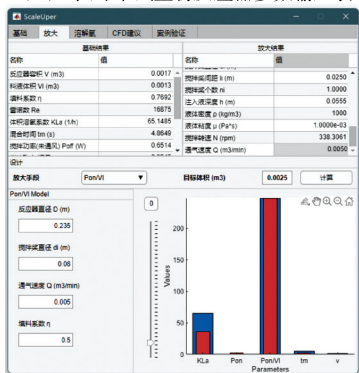 ScaleUper
基础 放大 溶解氧 CFD建议 案例验证
基础结果
名称 值
反应器容积 V (m3) 0.0017
料液体积 Vl (m3) 0.0013
填料系数 η 0.7692
雷诺数 Re 16875
体积溶氧系数 KLa (1/h) 65.1485
混合时间 tm (s) 4.8649
搅拌功率(未通风) Poff (W) 0.6514
放大结果
名称 值
搅拌桨间距 li (m) 0.0250
搅拌桨个数 ni 1.0000
注入液深度 h (m) 0.0555
液体密度 ρ (kg/m3) 1000
液体粘度 μ (Pa*s) 1.0000e-03
搅拌转速 N (rpm) 338.3061
通气速度 Q (m3/min) 0.0050
设计
放大手段 Pon/Vl 目标体积 (m3) 0.0025 计算
Pon/Vl Model
反应器直径 D (m)
0.235
搅拌桨直径 di (m)
0.08
通气速度 Q (m3/min)
0.005
填料系数 η
0.5
0
Values
200
150
100
50
0
KLa Pon Pon/Vl tm v
Parameters